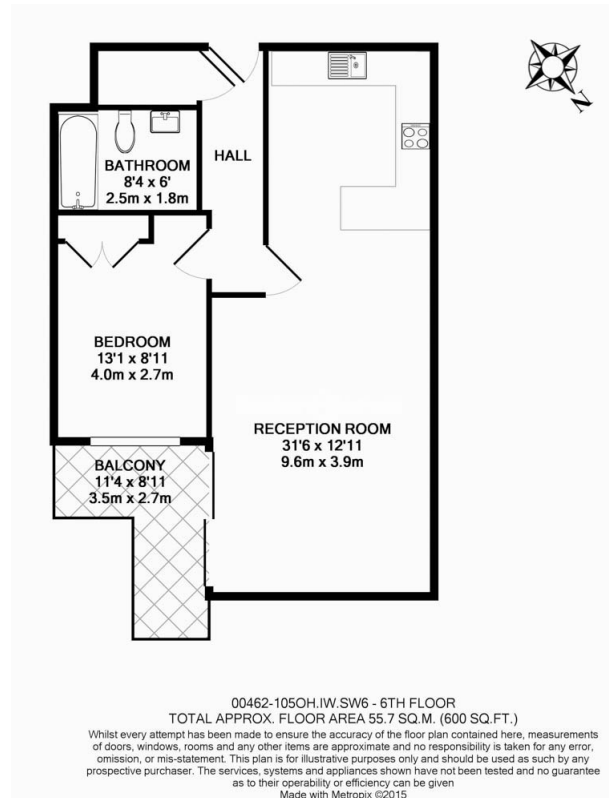 N
BATHROOM
8'4 x 6'
2.5m x 1.8m
HALL
BEDROOM
13'1 x 8'11
4.0m x 2.7m
RECEPTION ROOM
31'6 x 12'11
9.6m x 3.9m
BALCONY
11'4 x 8'11
3.5m x 2.7m
00462-105OH.IW.SW6 - 6TH FLOOR
TOTAL APPROX. FLOOR AREA 55.7 SQ.M. (600 SQ.FT.)
Whilst every attempt has been made to ensure the accuracy of the floor plan contained here, measurements
of doors, windows, rooms and any other items are approximate and no responsibility is taken for any error,
omission, or mis-statement. This plan is for illustrative purposes only and should be used as such by any
prospective purchaser. The services, systems and appliances shown have not been tested and no guarantee
as to their operability or efficiency can be given
Made with Metropix ©2015